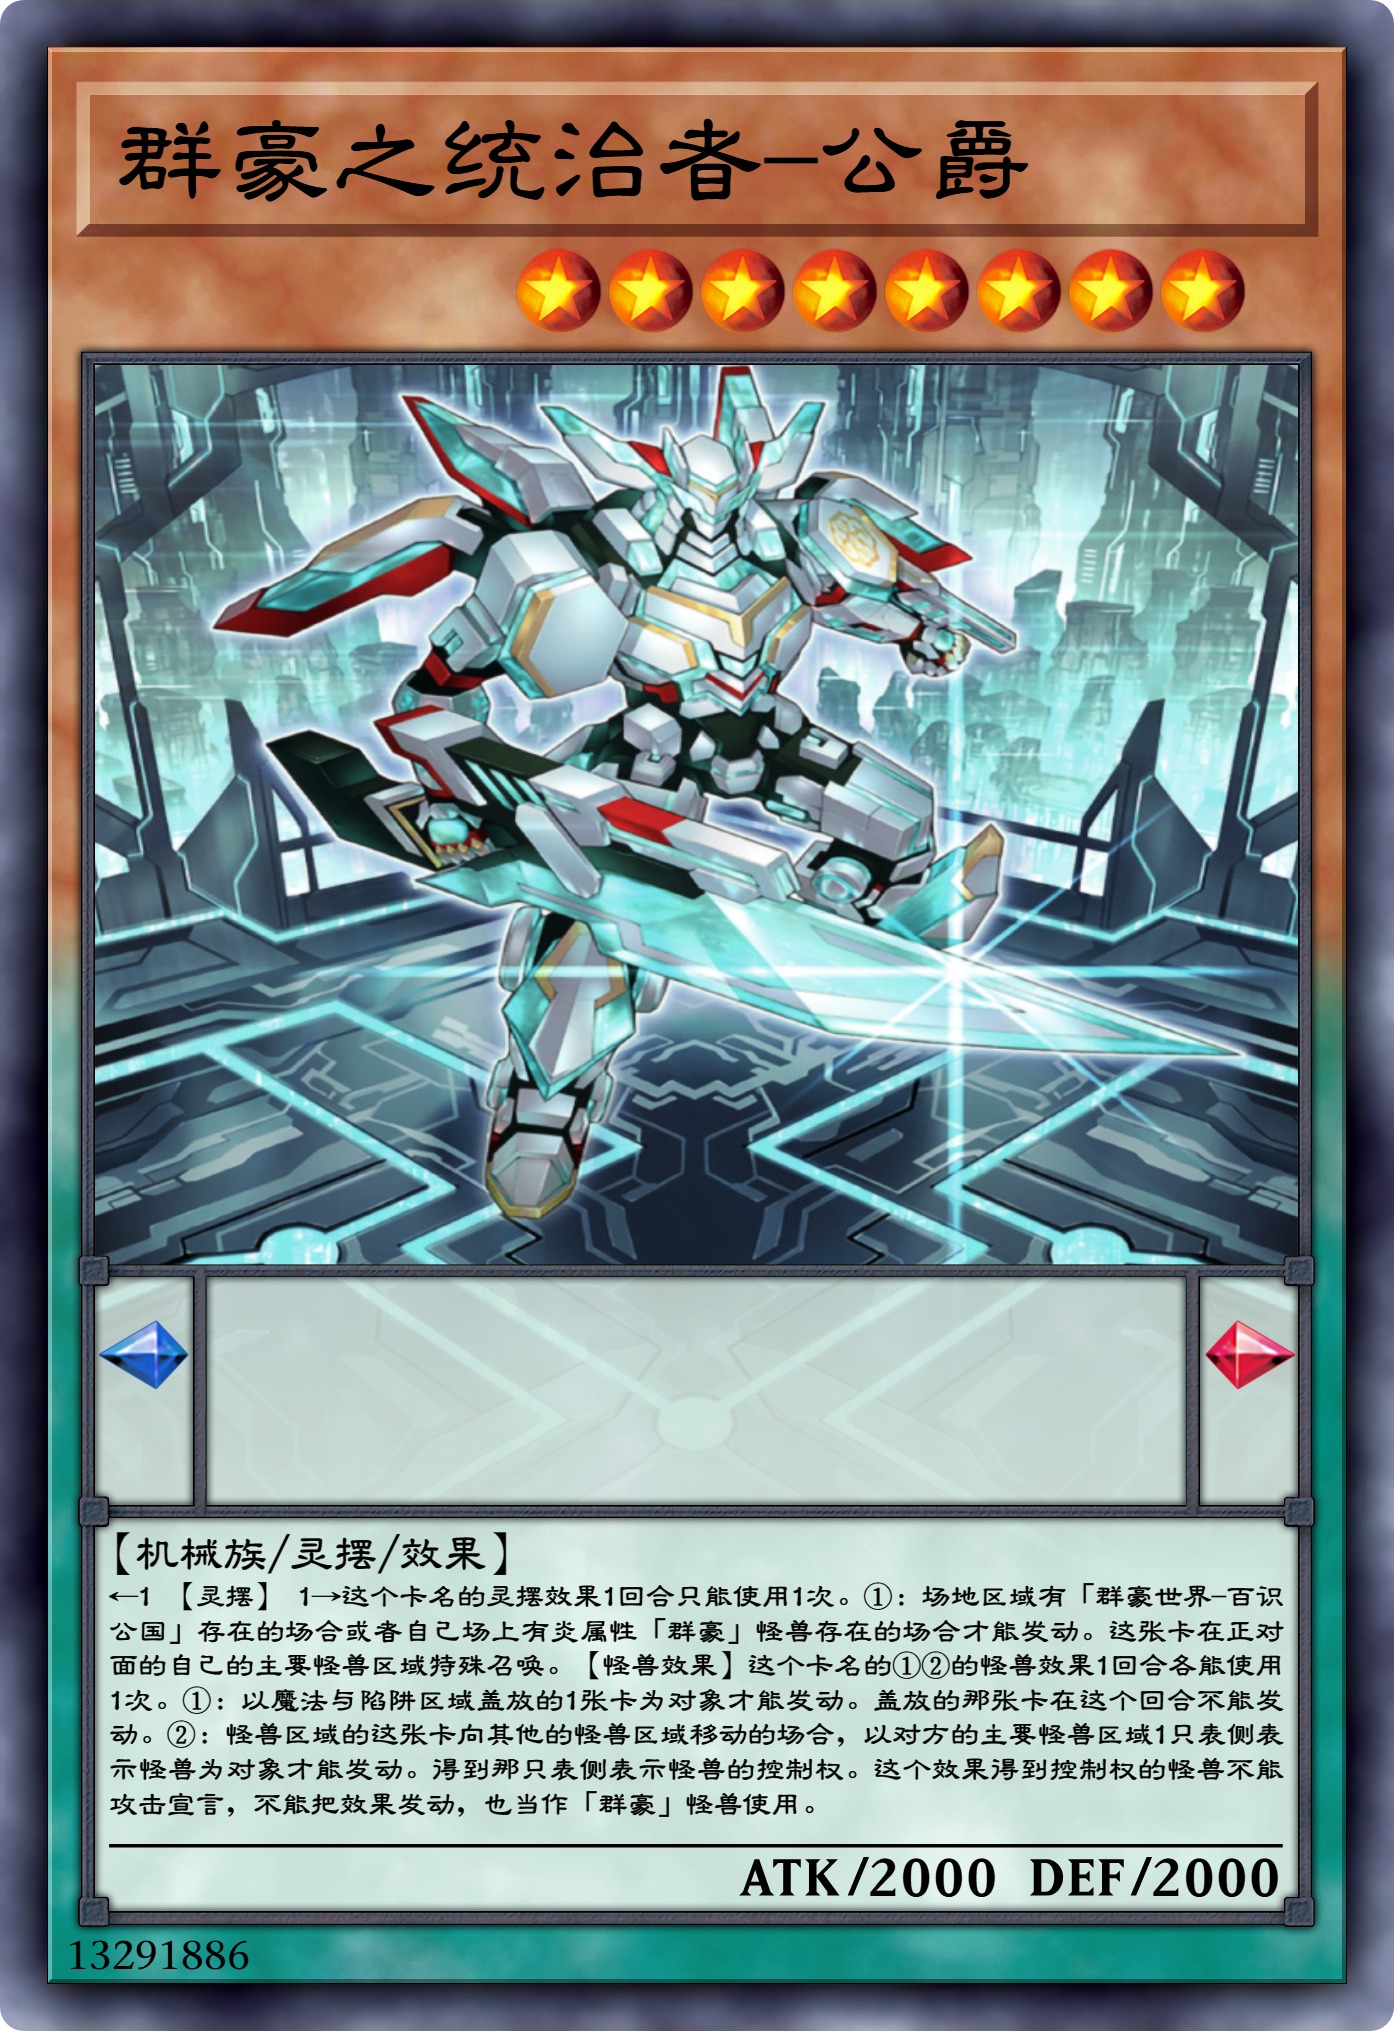 群豪之统治者-公爵
【机械族/灵摆/效果】
←1 【灵摆】 1→这个卡名的灵摆效果1回合只能使用1次。①：场地区域有「群豪世界-百识
公国」存在的场合或者自己场上有炎属性「群豪」怪兽存在的场合才能发动。这张卡在正对
面的自己的主要怪兽区域特殊召唤。【怪兽效果】这个卡名的①②的怪兽效果1回合各能使用
1次。①：以魔法与陷阱区域盖放的1张卡为对象才能发动。盖放的那张卡在这个回合不能发
动。②：怪兽区域的这张卡向其他的怪兽区域移动的场合，以对方的主要怪兽区域1只表侧表
示怪兽为对象才能发动。得到那只表侧表示怪兽的控制权。这个效果得到控制权的怪兽不能
攻击宣言，不能把效果发动，也当作「群豪」怪兽使用。
ATK/2000 DEF/2000
13291886